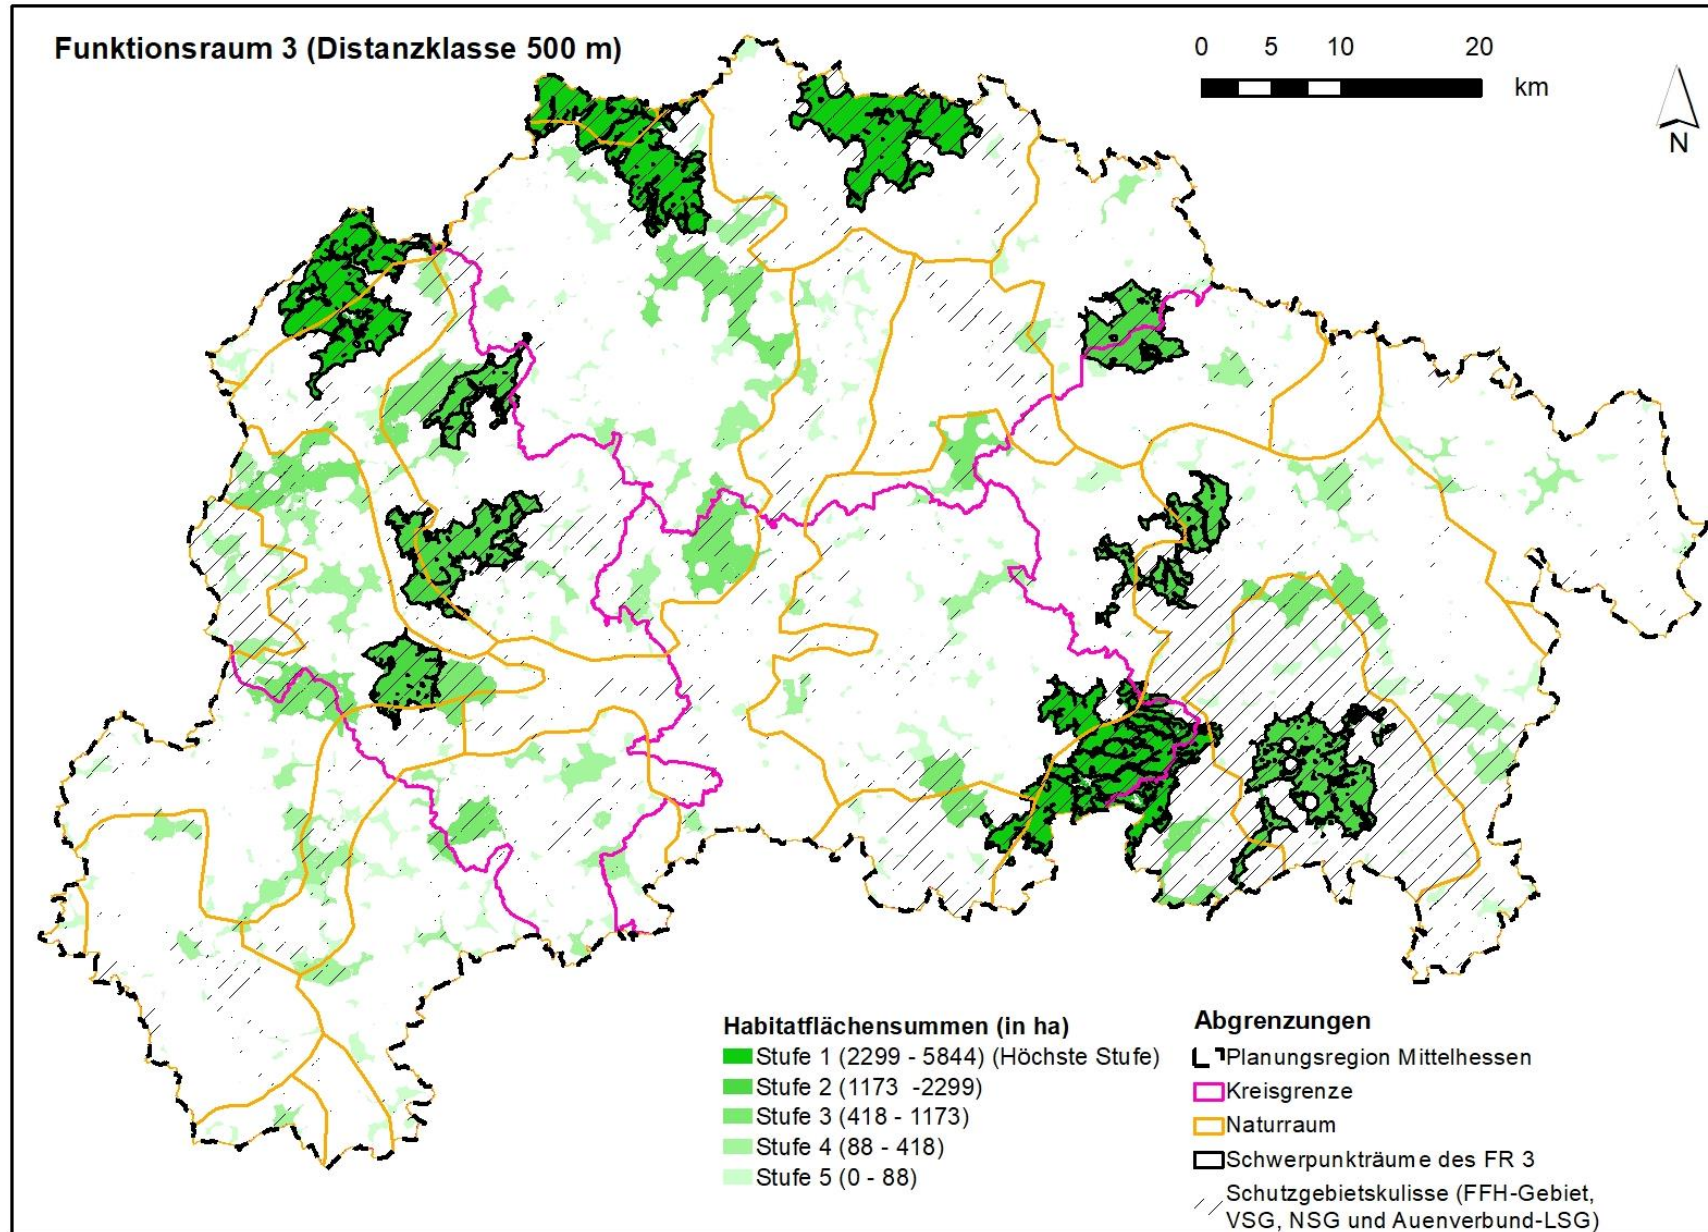 Funktionsraum 3 (Distanzklasse 500 m)
0 5 10 20
km
N
Habitatflächensummen (in ha)
Stufe 1 (2299 - 5844) (Höchste Stufe)
Stufe 2 (1173 -2299)
Stufe 3 (418 - 1173)
Stufe 4 (88 - 418)
Stufe 5 (0 - 88)
Abgrenzungen
Planungsregion Mittelhessen
Kreisgrenze
Naturraum
Schwerpunkträume des FR 3
Schutzgebietskulisse (FFH-Gebiet,
VSG, NSG und Auenverbund-LSG)